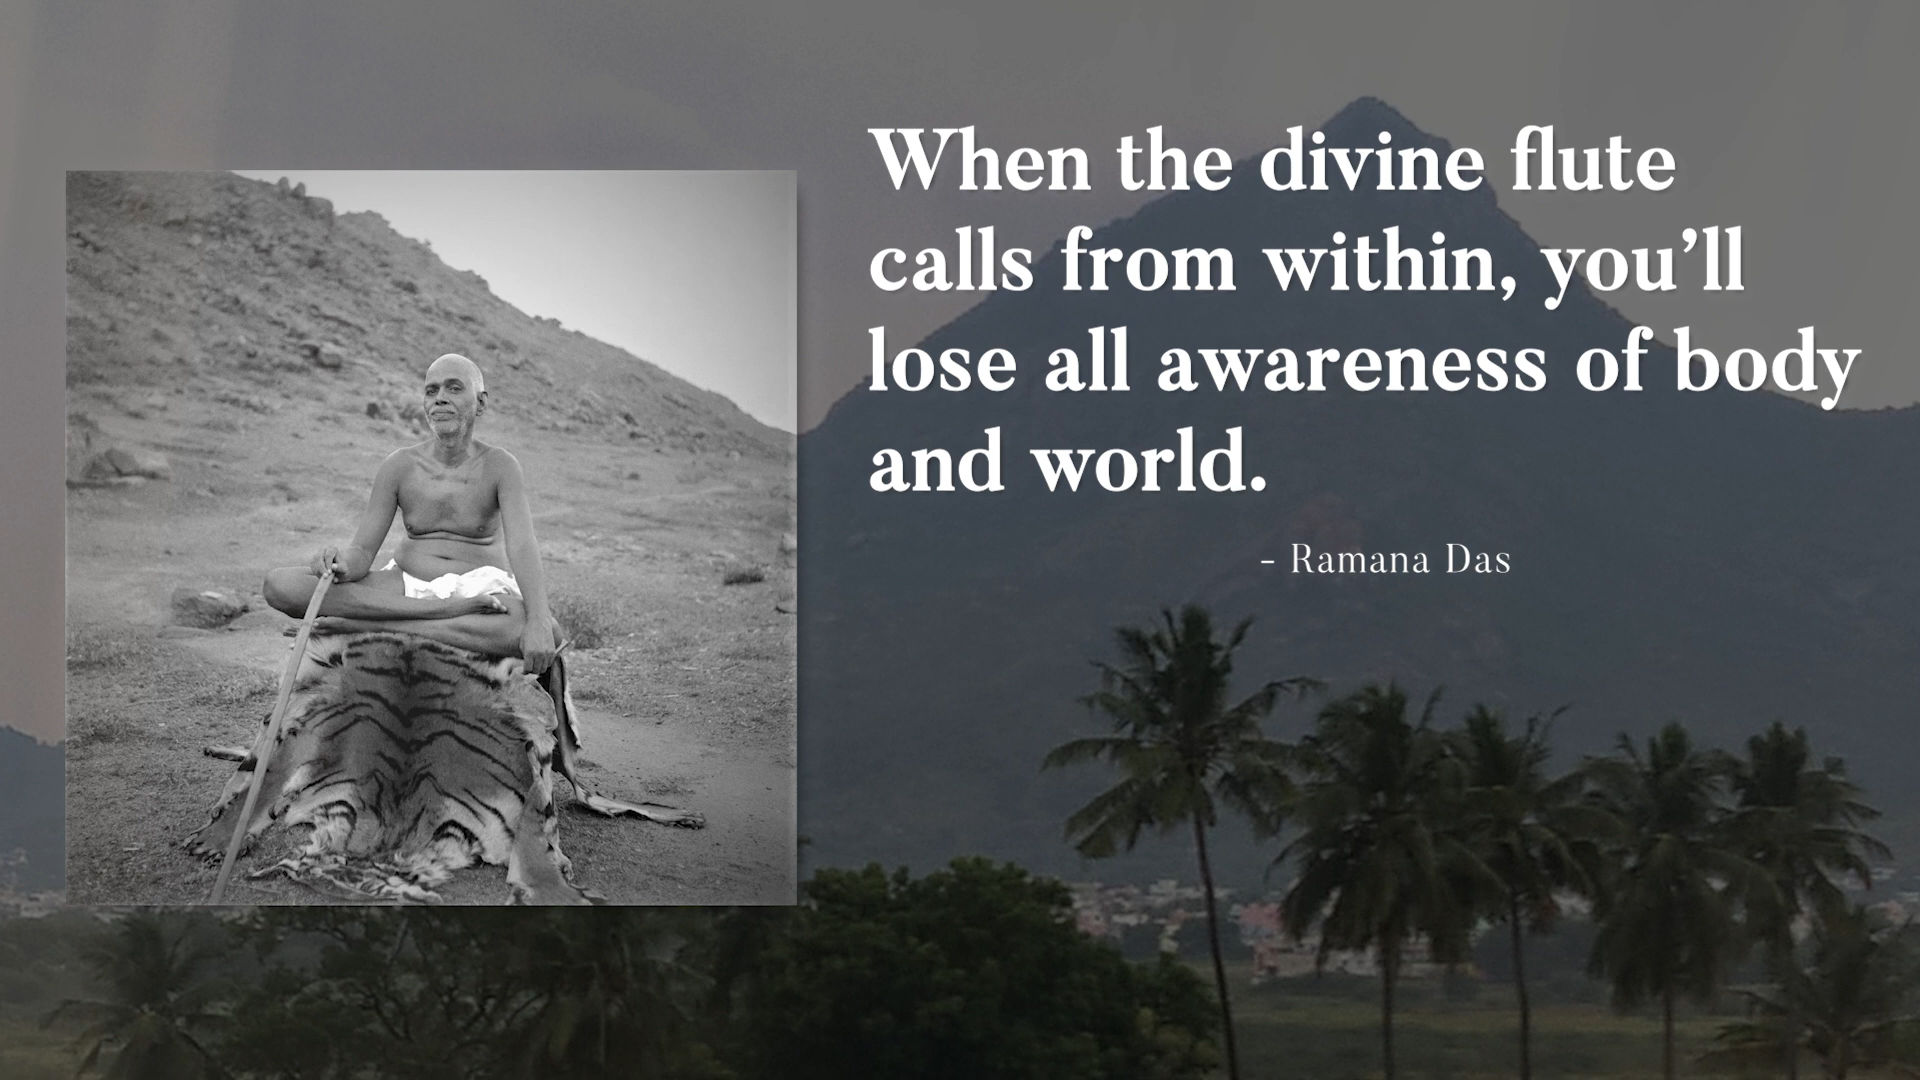 When the divine flute
calls from within, you’ll
lose all awareness of body
and world.
- Ramana Das